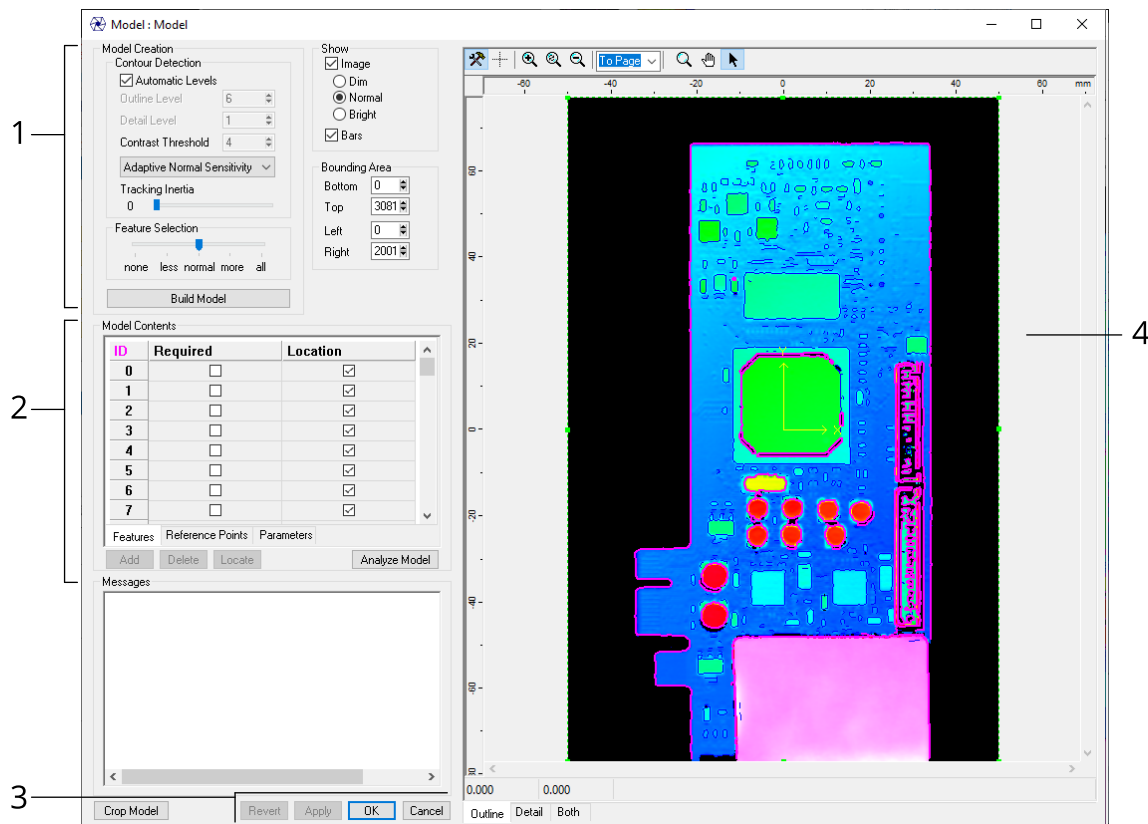 Model : Model
1
2
3
4
Model Creation
Contour Detection
Automatic Levels
Outline Level 6
Detail Level 1
Contrast Threshold 4
Adaptive Normal Sensitivity
Tracking Inertia
0
Feature Selection
none less normal more all
Build Model
Show
Image
Dim
Normal
Bright
Bars
Bounding Area
Bottom 0
Top 3081
Left 0
Right 2001
Model Contents
ID Required Location
0
1
2
3
4
5
6
7
Features Reference Points Parameters
Add Delete Locate Analyze Model
Messages
Crop Model Revert Apply OK Cancel
To Page
-60 -40 -20 0 20 40 60 mm
60
40
20
0
-20
-40
-60
80
Y
X
0.000 0.000
Outline Detail Both